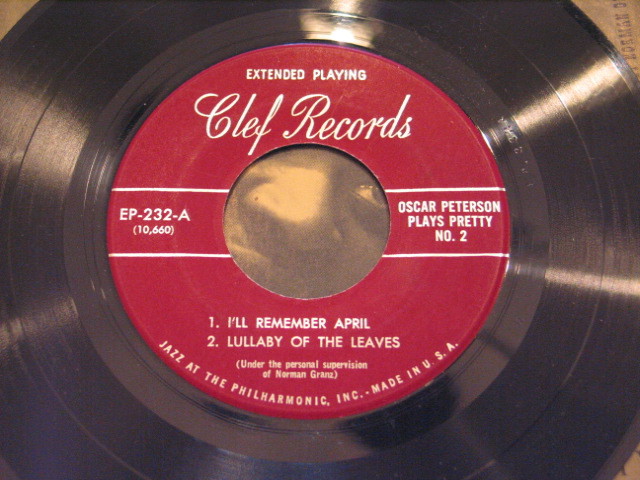 EXTENDED PLAYING
Clef Records
EP-232-A
(10,660)
OSCAR PETERSON
PLAYS PRETTY
NO. 2
1. I'LL REMEMBER APRIL
2. LULLABY OF THE LEAVES
(Under the personal supervision
of Norman Granz)
JAZZ AT THE PHILHARMONIC, INC.-MADE IN U.S.A.